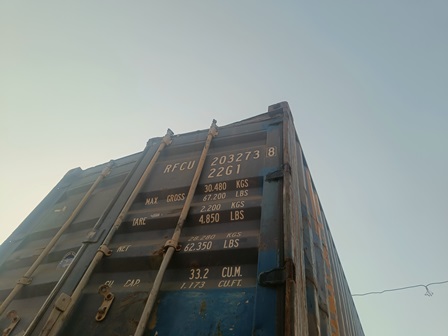 RFCU 203273 8
22G1
30.480 KGS
MAX GROSS 67.200 LBS
2.200 KGS
TARE 4.850 LBS
28.280 KGS
NET 62.350 LBS
33.2 CU.M.
CU.CAP. 1.173 CU.FT.